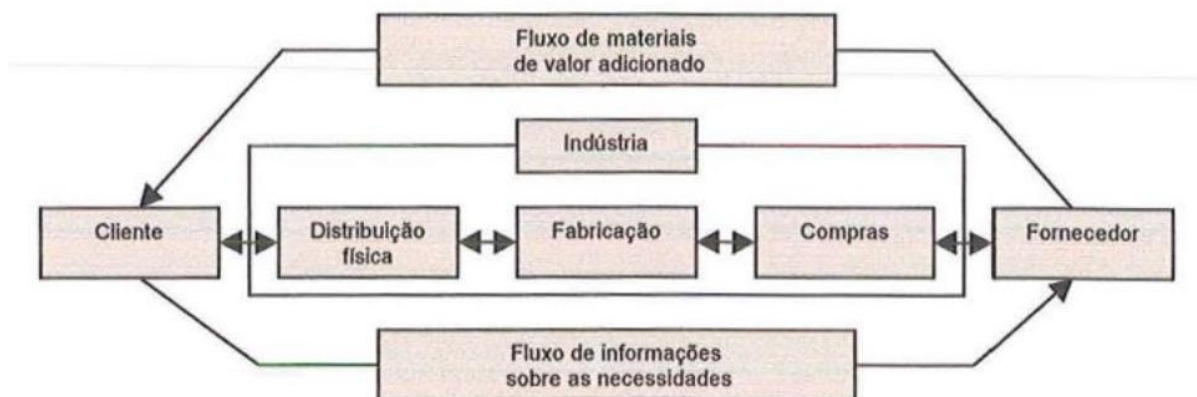 Fluxo de materiais
de valor adicionado
Indústria
Cliente
Distribuição
física
Fabricação
Compras
Fornecedor
Fluxo de informações
sobre as necessidades